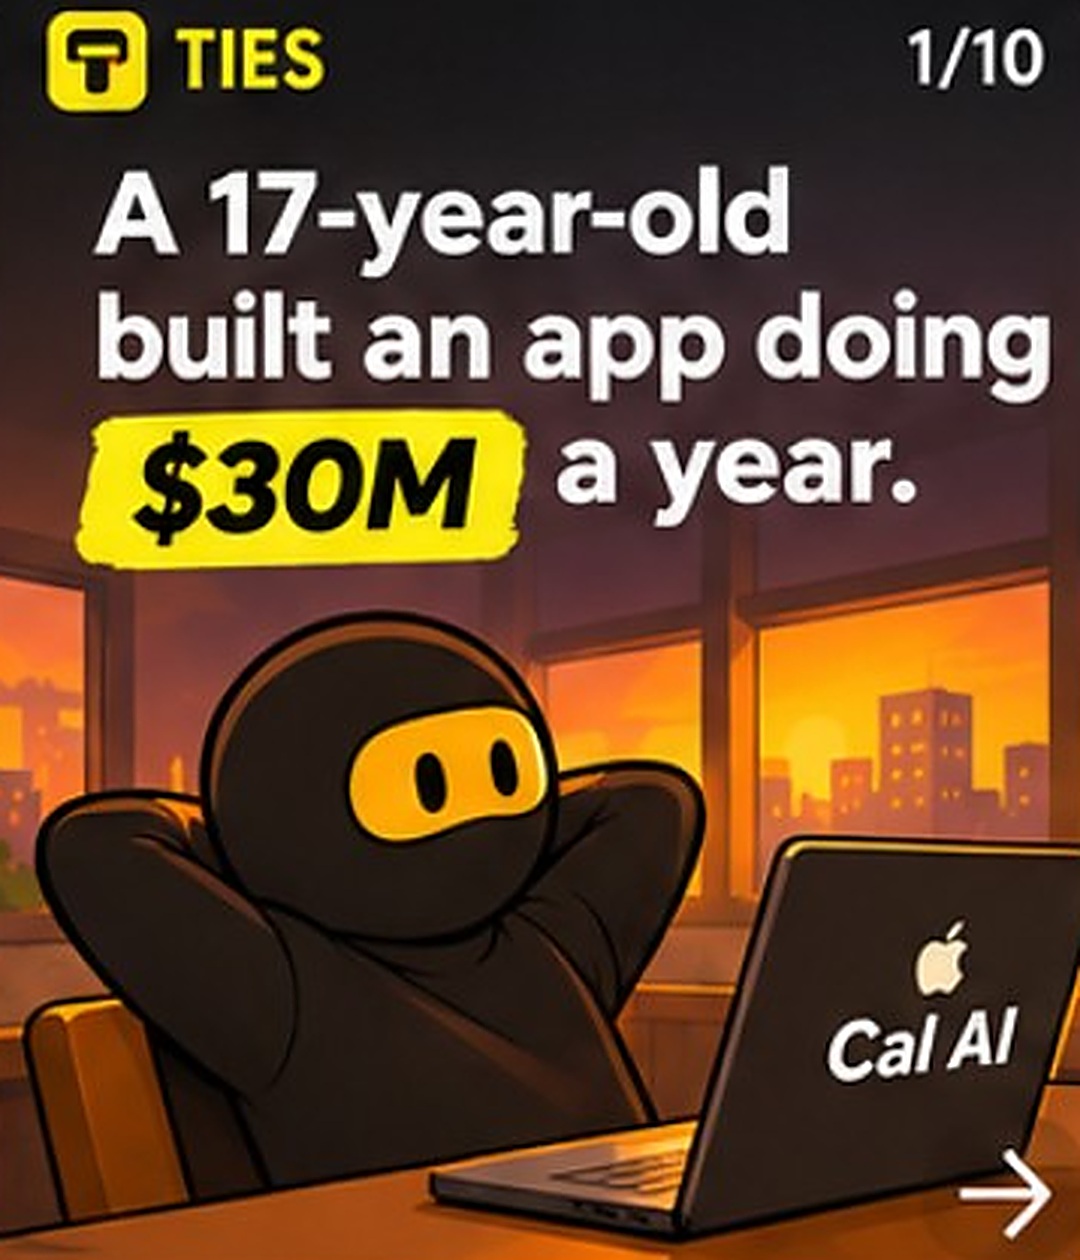 TIES
1/10
A 17-year-old
built an app doing
$30M a year.
Cal AI